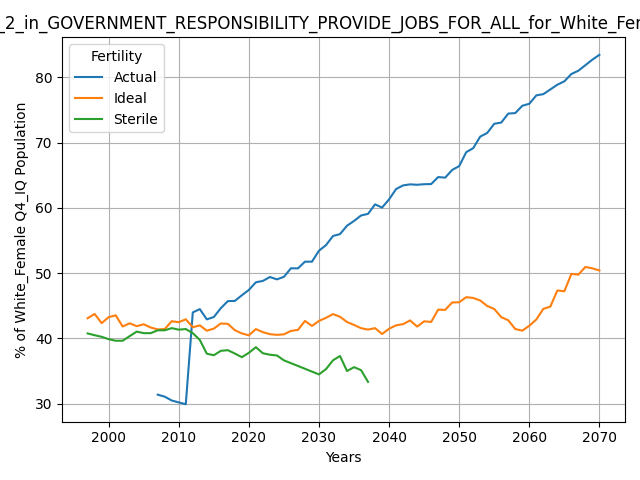 _2_in_GOVERNMENT_RESPONSIBILITY_PROVIDE_JOBS_FOR_ALL_for_White_Fe
Fertility
Actual
Ideal
Sterile
% of White_Female Q4_IQ Population
80
70
60
50
40
30
2000 2010 2020 2030 2040 2050 2060 2070
Years